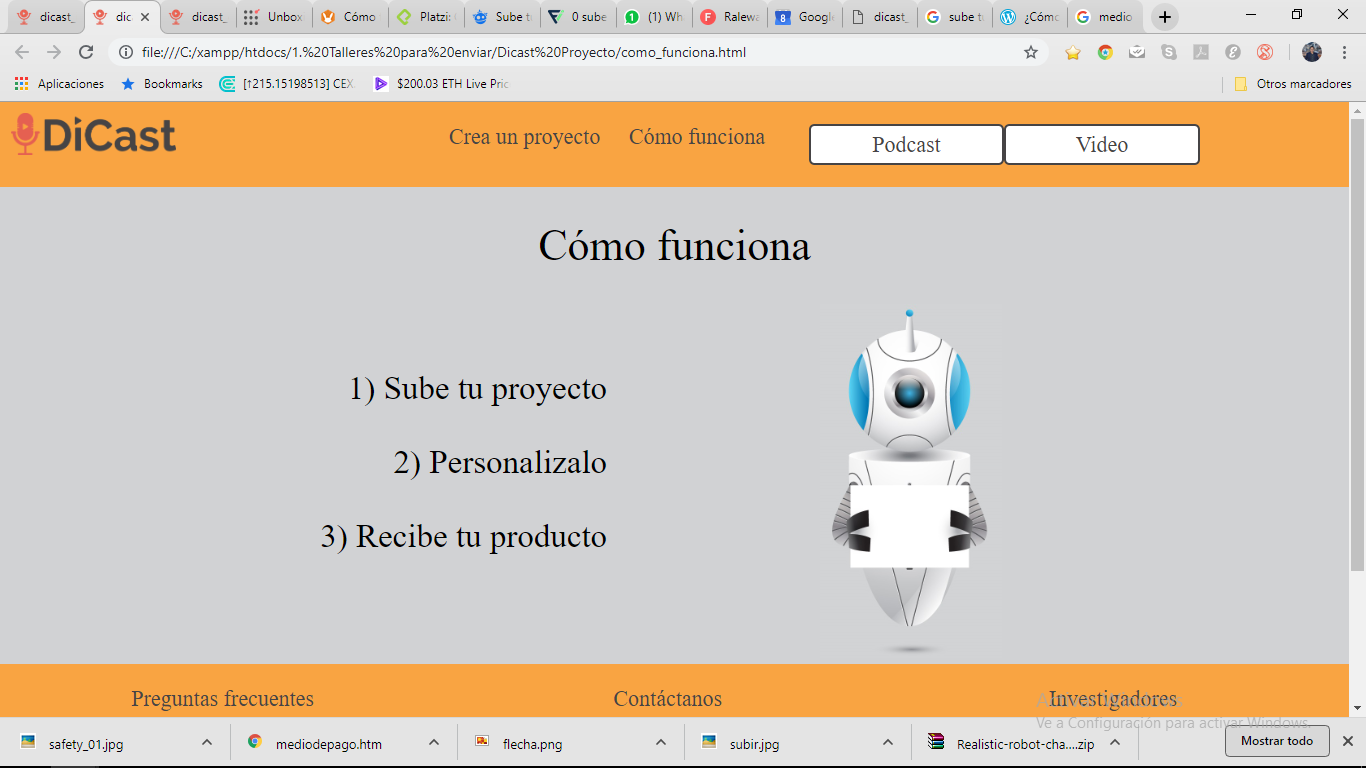 dicast_
dic
dicast_
Unbox
Cómo
Platzi:
Sube t
0 sube
(1) Wh
Ralew
Googl
dicast_
sube t
¿Cómo
medio
file:///C:/xampp/htdocs/1.%20Talleres%20para%20enviar/Dicast%20Proyecto/como_funciona.html
Aplicaciones
Bookmarks
[↑215.15198513] CEX
$200.03 ETH Live Pric
Otros marcadores
DiCast
Crea un proyecto
Cómo funciona
Podcast
Video
Cómo funciona
1) Sube tu proyecto
2) Personalizalo
3) Recibe tu producto
Preguntas frecuentes
Contáctanos
Investigadores
Ve a Configuración para activar Windows.
safety_01.jpg
mediodepago.htm
flecha.png
subir.jpg
Realistic-robot-cha....zip
Mostrar todo